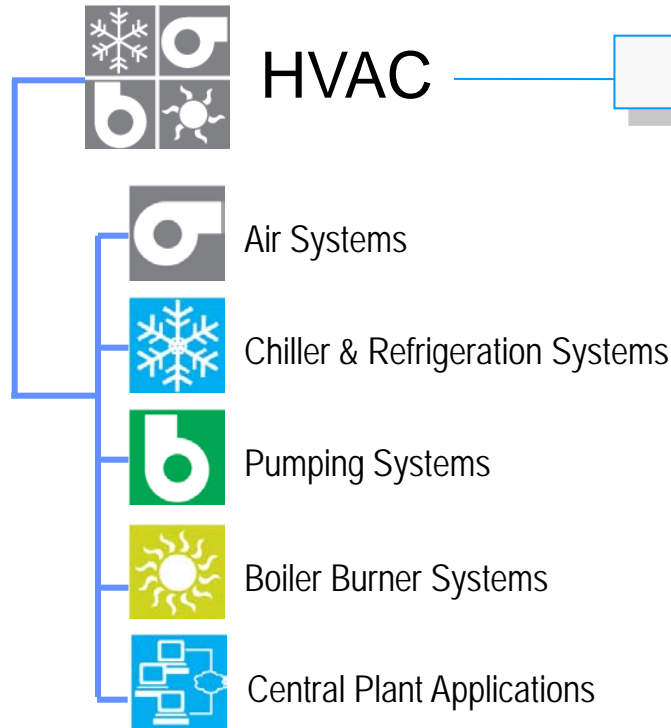 HVAC
Air Systems
Chiller & Refrigeration Systems
Pumping Systems
Boiler Burner Systems
Central Plant Applications